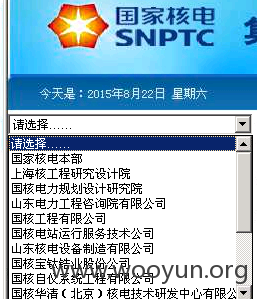 国家核电
SNPTC
集
今天是：2015年8月22日 星期六
请选择……
请选择……
国家核电本部
上海核工程研究设计院
国核电力规划设计研究院
山东电力工程咨询院有限公司
国核工程有限公司
国核电站运行服务技术公司
山东核电设备制造有限公司
国核宝钛锆业股份公司
国核自仪系统工程有限公司
国核华清（北京）核电技术研发中心有限公
www.wooyun.org